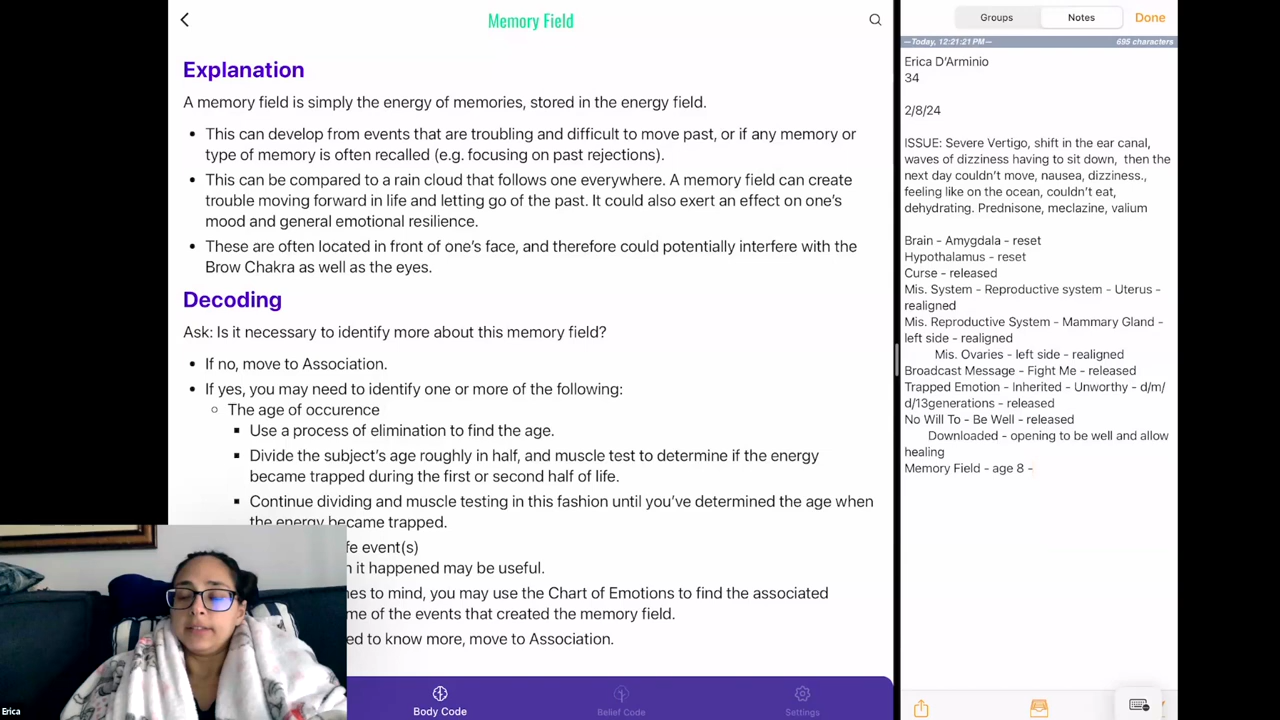 Memory Field
Explanation
A memory field is simply the energy of memories, stored in the energy field.
• This can develop from events that are troubling and difficult to move past, or if any memory or
type of memory is often recalled (e.g. focusing on past rejections).
• This can be compared to a rain cloud that follows one everywhere. A memory field can create
trouble moving forward in life and letting go of the past. It could also exert an effect on one's
mood and general emotional resilience.
• These are often located in front of one's face, and therefore could potentially interfere with the
Brow Chakra as well as the eyes.
Decoding
Ask: Is it necessary to identify more about this memory field?
• If no, move to Association.
• If yes, you may need to identify one or more of the following:
○ The age of occurence
▪ Use a process of elimination to find the age.
▪ Divide the subject's age roughly in half, and muscle test to determine if the energy
became trapped during the first or second half of life.
▪ Continue dividing and muscle testing in this fashion until you've determined the age when
the energy became trapped.
event(s)
it happened may be useful.
to mind, you may use the Chart of Emotions to find the associated
of the events that created the memory field.
to know more, move to Association.
Body Code
Belief Code
Settings
Erica
Groups
Notes
Done
—Today, 12:21:21 PM— 695 characters
Erica D'Arminio
34
2/8/24
ISSUE: Severe Vertigo, shift in the ear canal,
waves of dizziness having to sit down, then the
next day couldn't move, nausea, dizziness.,
feeling like on the ocean, couldn't eat,
dehydrating. Prednisone, meclazine, valium
Brain - Amygdala - reset
Hypothalamus - reset
Curse - released
Mis. System - Reproductive system - Uterus -
realigned
Mis. Reproductive System - Mammary Gland -
left side - realigned
Mis. Ovaries - left side - realigned
Broadcast Message - Fight Me - released
Trapped Emotion - Inherited - Unworthy - d/m/
d/13generations - released
No Will To - Be Well - released
Downloaded - opening to be well and allow
healing
Memory Field - age 8 -